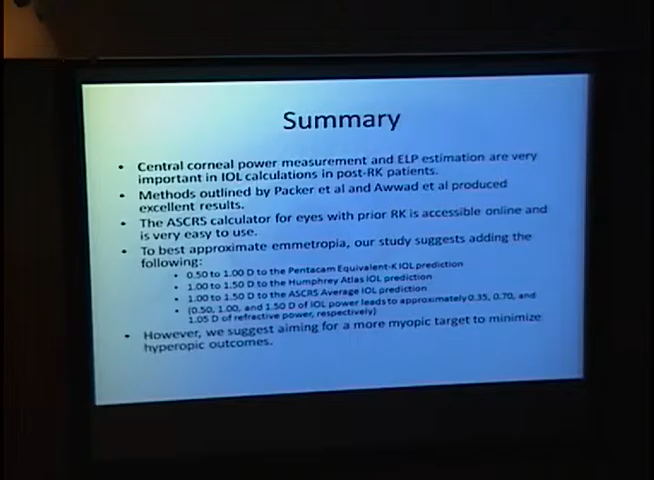 Summary
• Central corneal power measurement and ELP estimation are very
important in IOL calculations in post-RK patients.
• Methods outlined by Packer et al and Awwad et al produced
excellent results.
• The ASCRS calculator for eyes with prior RK is accessible online and
is very easy to use.
• To best approximate emmetropia, our study suggests adding the
following:
• 0.50 to 1.00 D to the Pentacam Equivalent-K IOL prediction
• 1.00 to 1.50 D to the Humphrey Atlas IOL prediction
• 1.00 to 1.50 D to the ASCRS Average IOL prediction
• (0.50, 1.00, and 1.50 D of IOL power leads to approximately 0.35, 0.70, and
1.05 D of refractive power, respectively)
• However, we suggest aiming for a more myopic target to minimize
hyperopic outcomes.